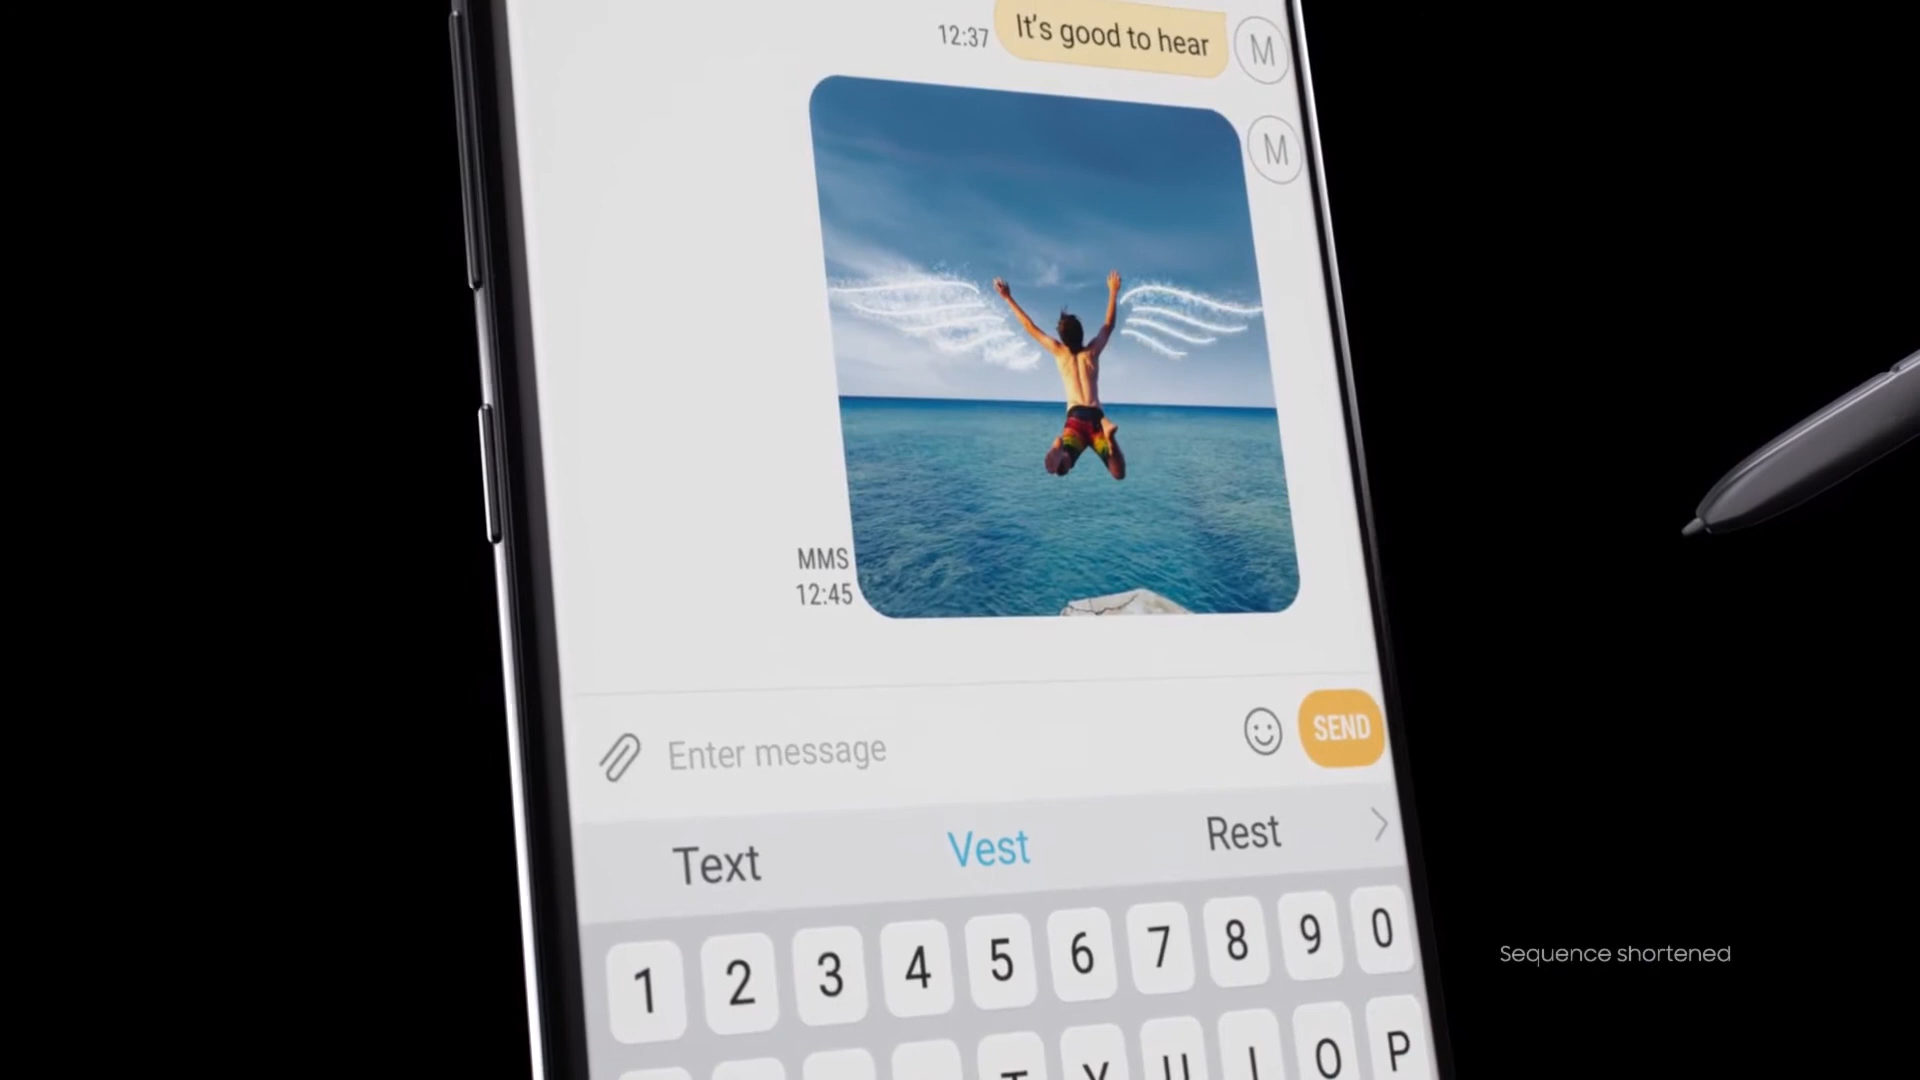 It's good to hear
12:37
M
M
MMS
12:45
Enter message
SEND
Text Vest Rest
1 2 3 4 5 6 7 8 9 0
T Y U I O P
Sequence shortened